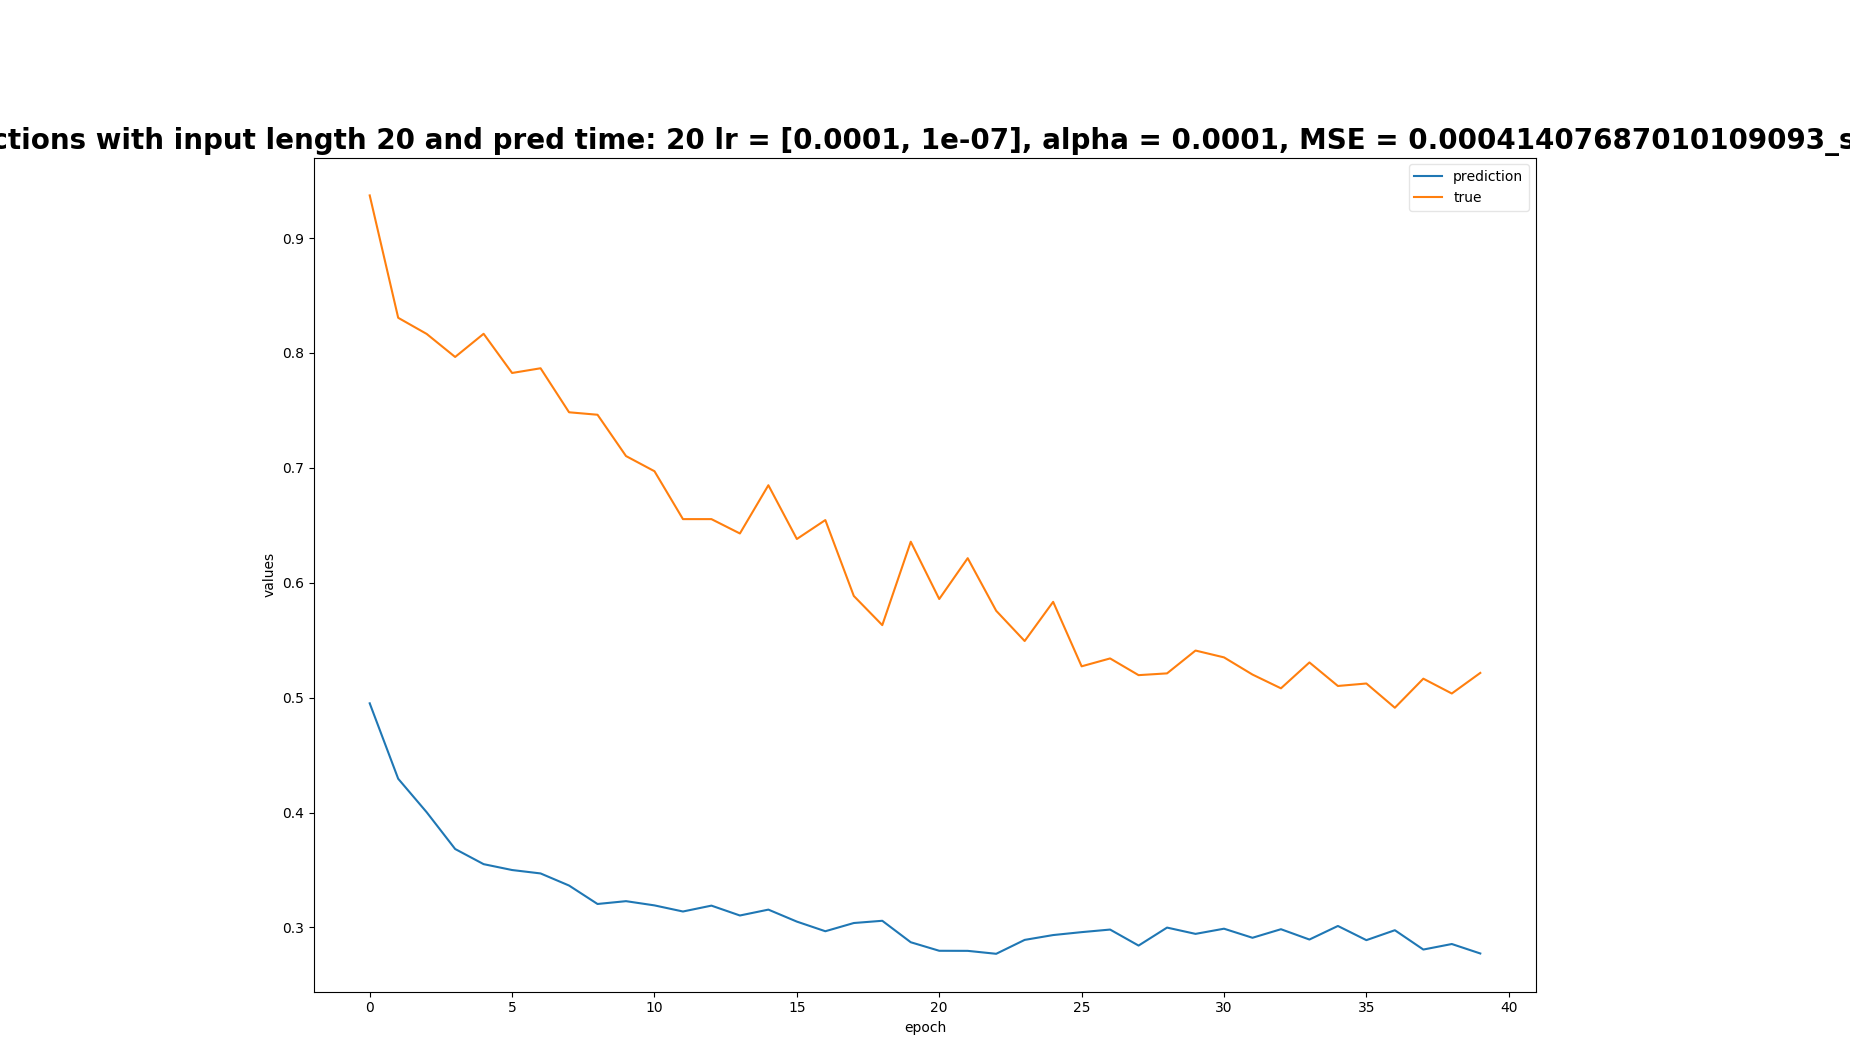 ctions with input length 20 and pred time: 20 lr = [0.0001, 1e-07], alpha = 0.0001, MSE = 0.00041407687010109093_s
prediction
true
0.9
0.8
0.7
0.6
0.5
0.4
0.3
values
0 5 10 15 20 25 30 35 40
epoch